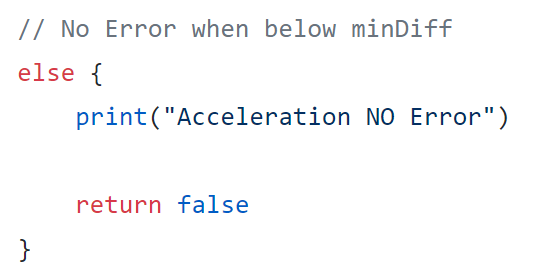 // No Error when below minDiff
else {
    print("Acceleration NO Error")

    return false
}